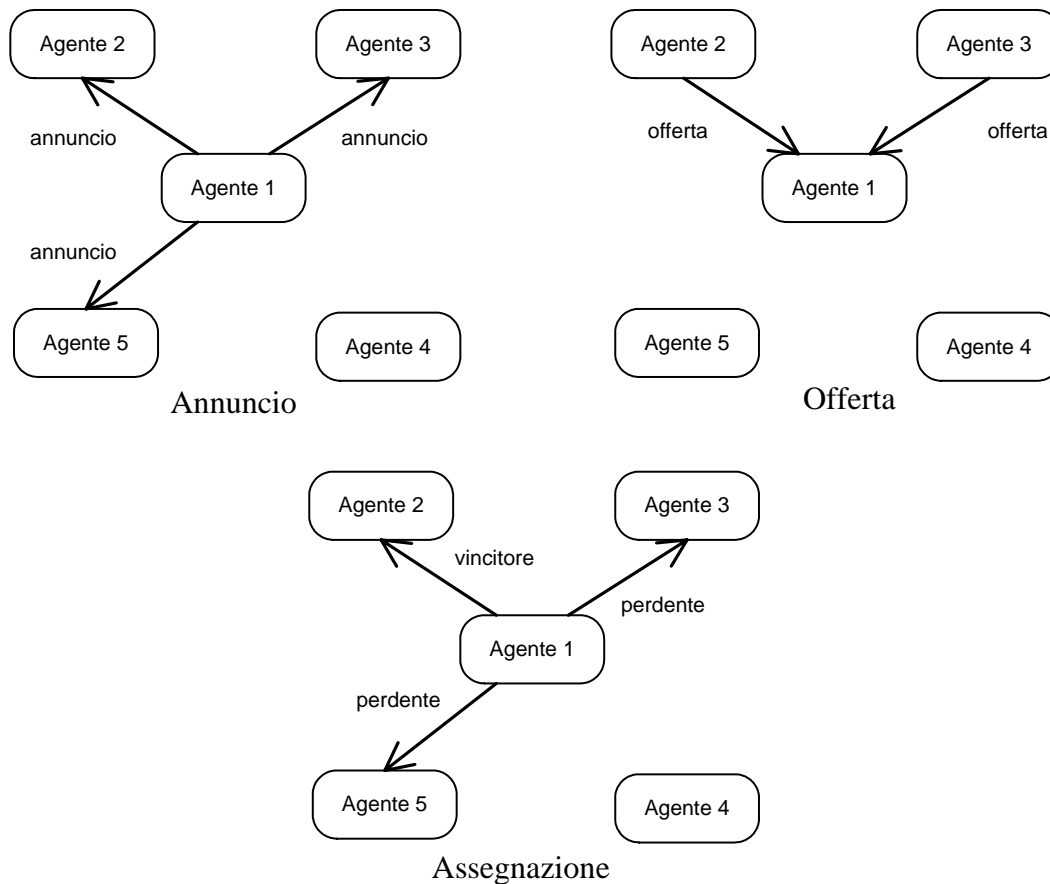 Agente 2
Agente 3
annuncio
annuncio
Agente 1
annuncio
Agente 5
Agente 4
Annuncio
Agente 2
Agente 3
offerta
offerta
Agente 1
Agente 5
Agente 4
Offerta
Agente 2
Agente 3
vincitore
perdente
Agente 1
perdente
Agente 5
Agente 4
Assegnazione